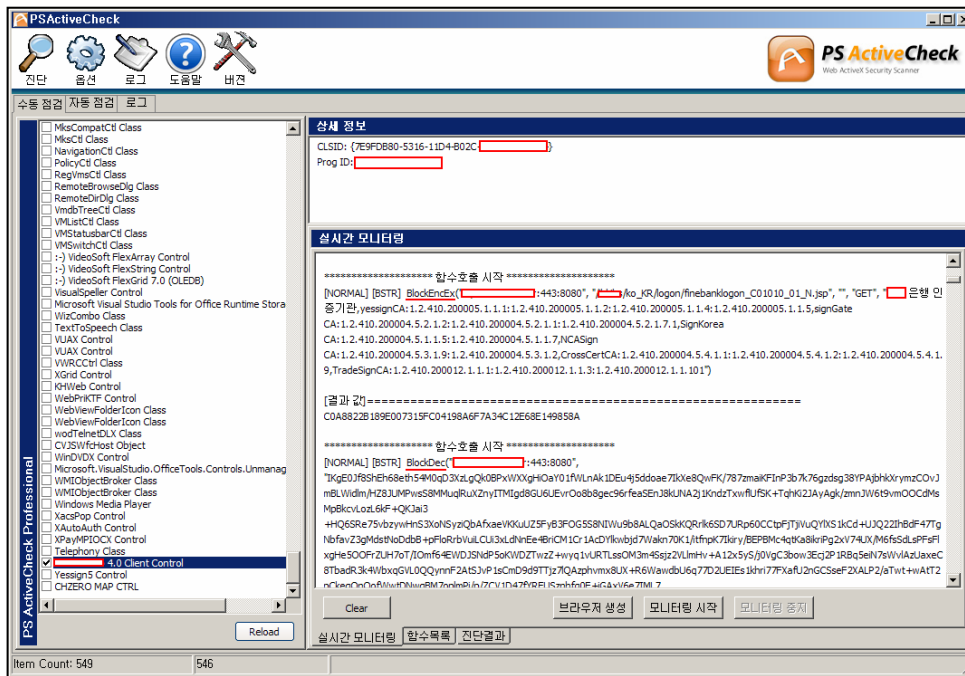 PSActiveCheck
진단 옵션 로그 도움말 버젼
PS ActiveCheck
Web ActiveX Security Scanner
수동 점검 자동 점검 로그
PS ActiveCheck Professional
MksCompatCtl Class
MksCtl Class
NavigationCtl Class
PolicyCtl Class
RegVmsCtl Class
RemoteBrowseDlg Class
RemoteDirDlg Class
VmdbTreeCtl Class
VMListCtl Class
VMStatusbarCtl Class
VMSwitchCtl Class
:-) VideoSoft FlexArray Control
:-) VideoSoft FlexString Control
:-) VideoSoft FlexGrid 7.0 (OLEDB)
VisualSpeller Control
Microsoft Visual Studio Tools for Office Runtime Stora
WizCombo Class
TextToSpeech Class
VUAX Control
VUAX Control
VWRCCtrl Class
XGrid Control
KHWeb Control
WebPriKTF Control
WebViewFolderIcon Class
WebViewFolderIcon Class
wodTelnetDLX Class
CVJSWfcHost Object
WinDVDX Control
Microsoft.VisualStudio.OfficeTools.Controls.Unmanag
WMIObjectBroker Class
WMIObjectBroker Class
Windows Media Player
XacsPop Control
XAutoAuth Control
XPayMPIOCX Control
Telephony Class
4.0 Client Control
Yessign5 Control
CHZERO MAP CTRL
Reload
상세 정보
CLSID: {7E9FDB80-5316-11D4-B02C- }
Prog ID:
실시간 모니터링
******************** 함수호출 시작 ********************
[NORMAL] [BSTR] BlockEncEx(" :443:8080", "/ /ko_KR/logon/finebanklogon_C01010_01_N.jsp", "", "GET", " 은행 인
증기관,yessignCA:1.2.410.200005.1.1.1:1.2.410.200005.1.1.2:1.2.410.200005.1.1.4:1.2.410.200005.1.1.5,signGate
CA:1.2.410.200004.5.2.1.2:1.2.410.200004.5.2.1.1:1.2.410.200004.5.2.1.7.1,SignKorea
CA:1.2.410.200004.5.1.1.5:1.2.410.200004.5.1.1.7,NCASign
CA:1.2.410.200004.5.3.1.9:1.2.410.200004.5.3.1.2,CrossCertCA:1.2.410.200004.5.4.1.1:1.2.410.200004.5.4.1.2:1.2.410.200004.5.4.1.
9,TradeSignCA:1.2.410.200012.1.1.1:1.2.410.200012.1.1.3:1.2.410.200012.1.1.101")
[결과 값]============================================================
C0A8822B189E007315FC04198A6F7A34C12E68E149858A
******************** 함수호출 시작 ********************
[NORMAL] [BSTR] BlockDec(" :443:8080",
Clear 브라우저 생성 모니터링 시작 모니터링 중지
실시간 모니터링 함수목록 진단결과
Item Count: 549 546